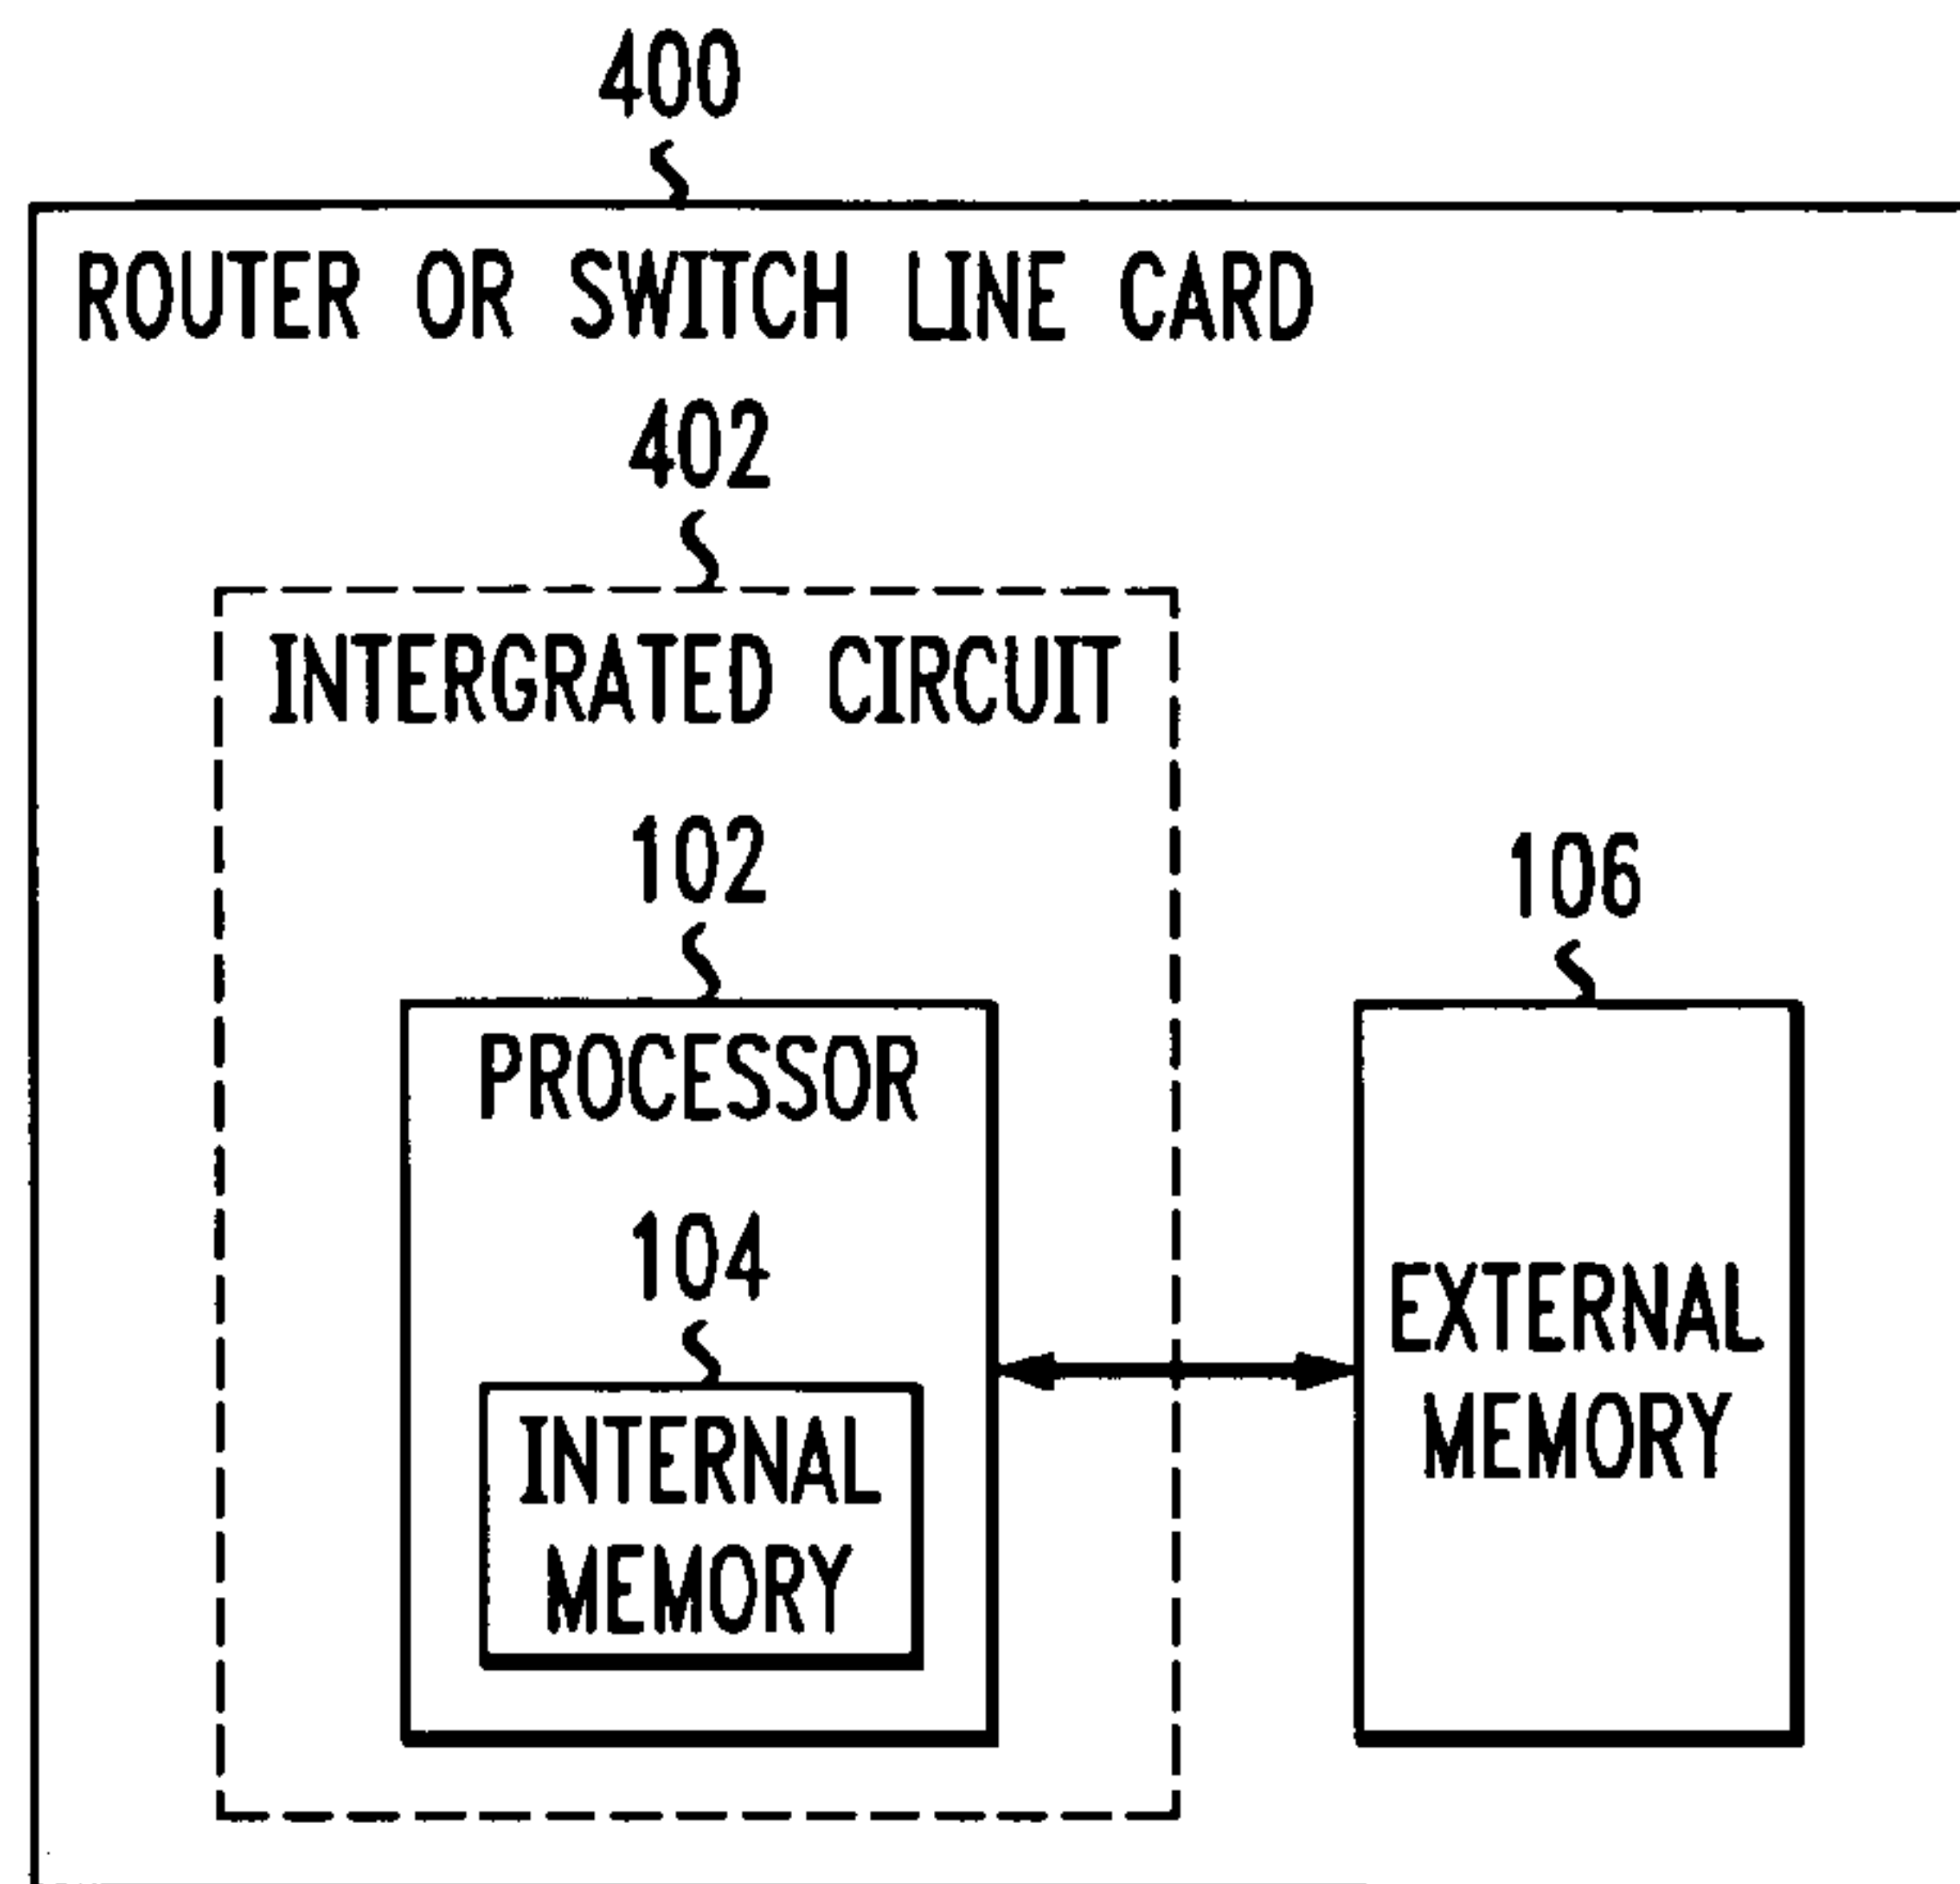 400
ROUTER OR SWITCH LINE CARD
402
INTERGRATED CIRCUIT
102
106
PROCESSOR
104
EXTERNAL
MEMORY
INTERNAL
MEMORY